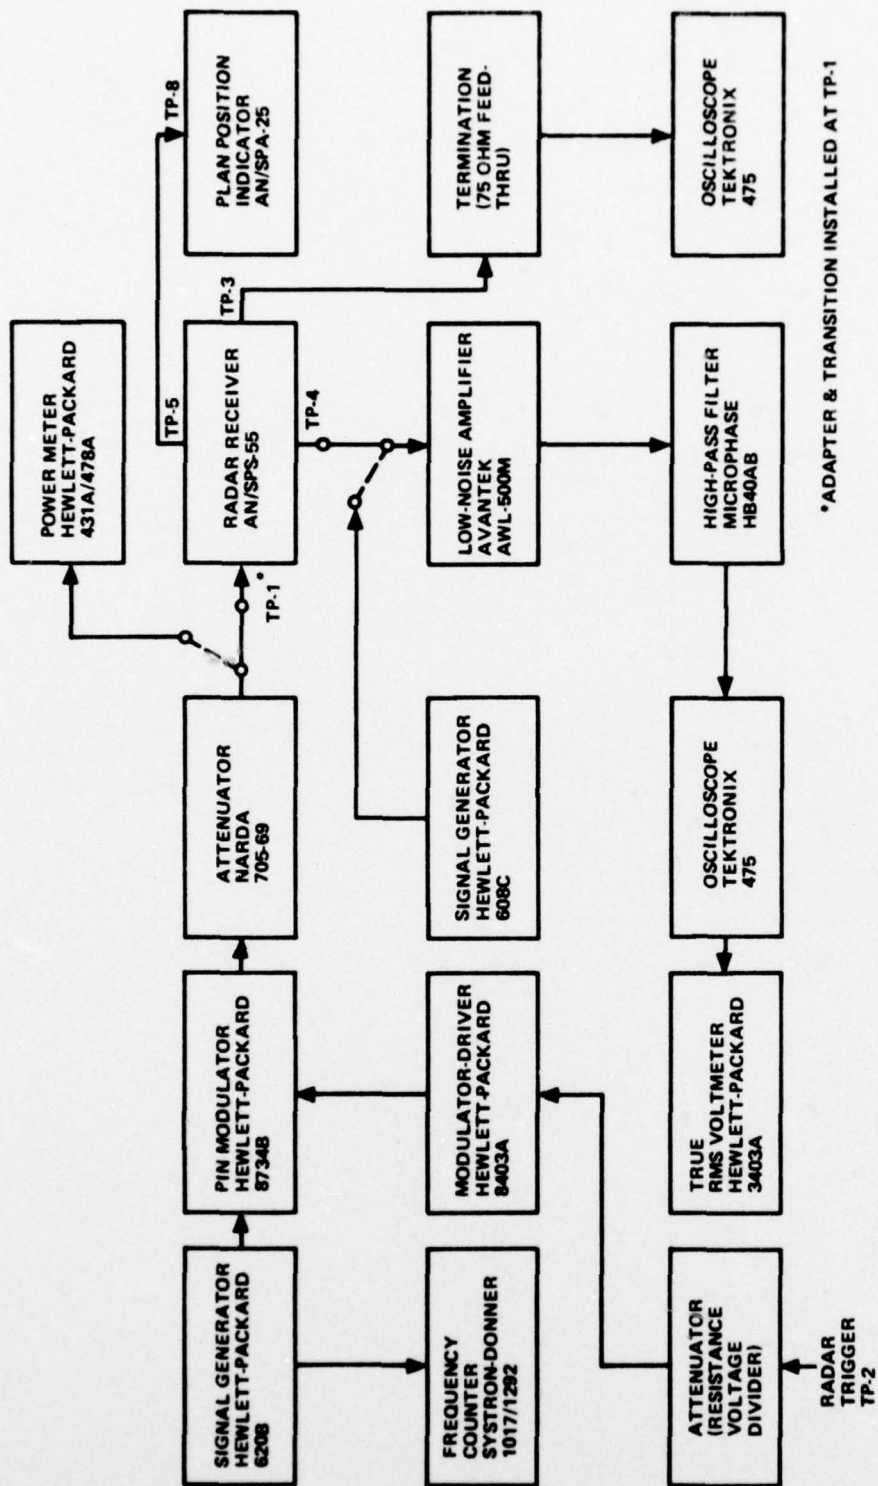 POWER METER
HEWLETT-PACKARD
431A/478A
SIGNAL GENERATOR
HEWLETT-PACKARD
620B
PIN MODULATOR
HEWLETT-PACKARD
8734B
ATTENUATOR
NARDA
705-69
TP-1*
RADAR RECEIVER
AN/SPS-55
TP-5
TP-3
TP-4
TP-8
PLAN POSITION
INDICATOR
AN/SPA-25
FREQUENCY
COUNTER
SYSTRON-DONNER
1017/1292
MODULATOR-DRIVER
HEWLETT-PACKARD
8403A
SIGNAL GENERATOR
HEWLETT-PACKARD
608C
LOW-NOISE AMPLIFIER
AVANTEK
AWL-500M
TERMINATION
(75 OHM FEED-
THRU)
ATTENUATOR
(RESISTANCE
VOLTAGE
DIVIDER)
RADAR
TRIGGER
TP-2
TRUE
RMS VOLTMETER
HEWLETT-PACKARD
3403A
OSCILLOSCOPE
TEKTRONIX
475
HIGH-PASS FILTER
MICROPHASE
HB40AB
OSCILLOSCOPE
TEKTRONIX
475
*ADAPTER & TRANSITION INSTALLED AT TP-1